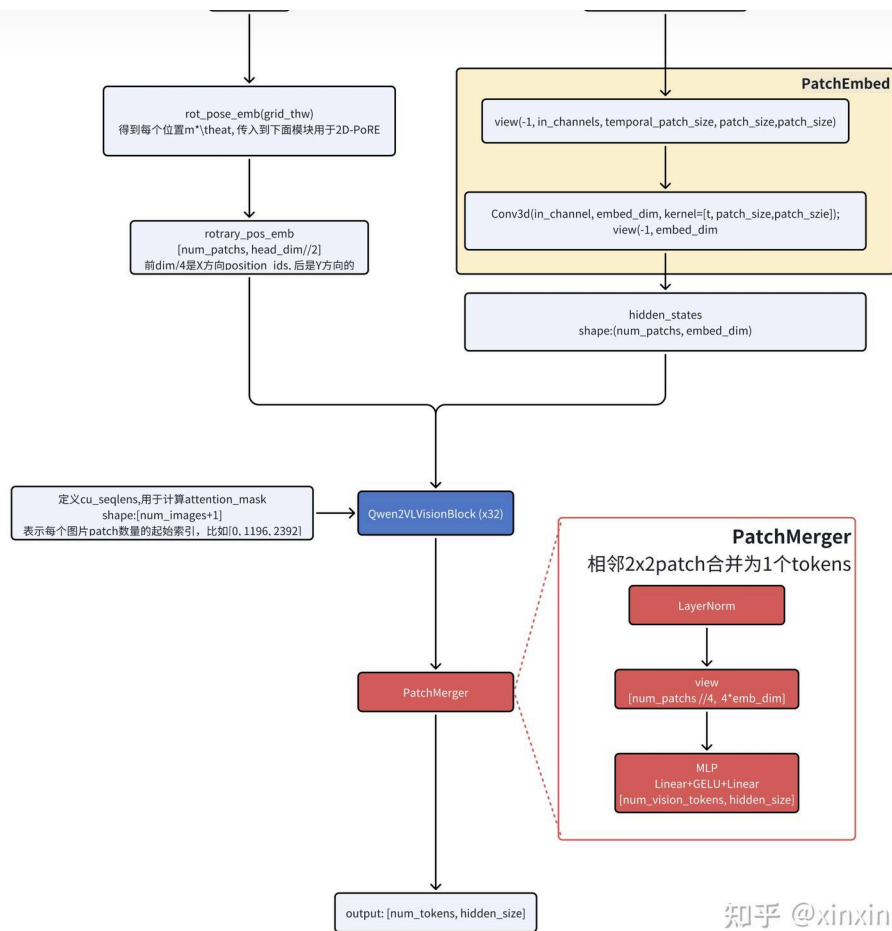 PatchEmbed
rot_pose_emb(grid_thw)
得到每个位置m*\theat, 传入到下面模块用于2D-PoRE
view(-1, in_channels, temporal_patch_size, patch_size,patch_size)
Conv3d(in_channel, embed_dim, kernel=[t, patch_size,patch_szie]);
view(-1, embed_dim
rotrary_pos_emb
[num_patchs, head_dim//2]
前dim/4是X方向position_ids, 后是Y方向的
hidden_states
shape:(num_patchs, embed_dim)
定义cu_seqlens,用于计算attention_mask
shape:[num_images+1]
表示每个图片patch数量的起始索引，比如[0, 1196, 2392]
Qwen2VLVisionBlock (x32)
PatchMerger
相邻2x2patch合并为1个tokens
LayerNorm
view
[num_patchs //4, 4*emb_dim]
MLP
Linear+GELU+Linear
[num_vision_tokens, hidden_size]
PatchMerger
output: [num_tokens, hidden_size]
知乎 @xinxin